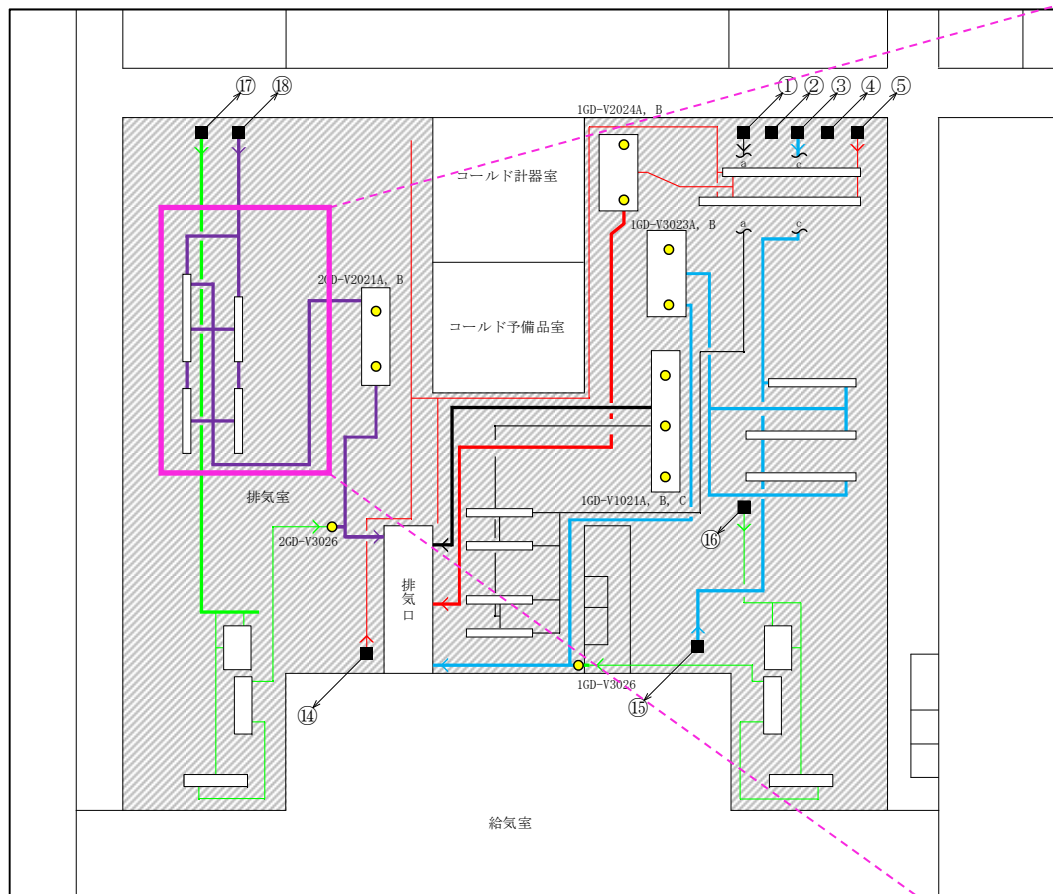 ⑰ ⑱ ① ② ③ ④ ⑤
1GD-V2024A, B
a c
コールド計器室
1GD-V3023A, B
a c
2GD-V2021A, B
コールド予備品室
排気室
1GD-V1021A, B, C
2GD-V3026
⑯
排気口
1GD-V3026
⑭
⑮
給気室